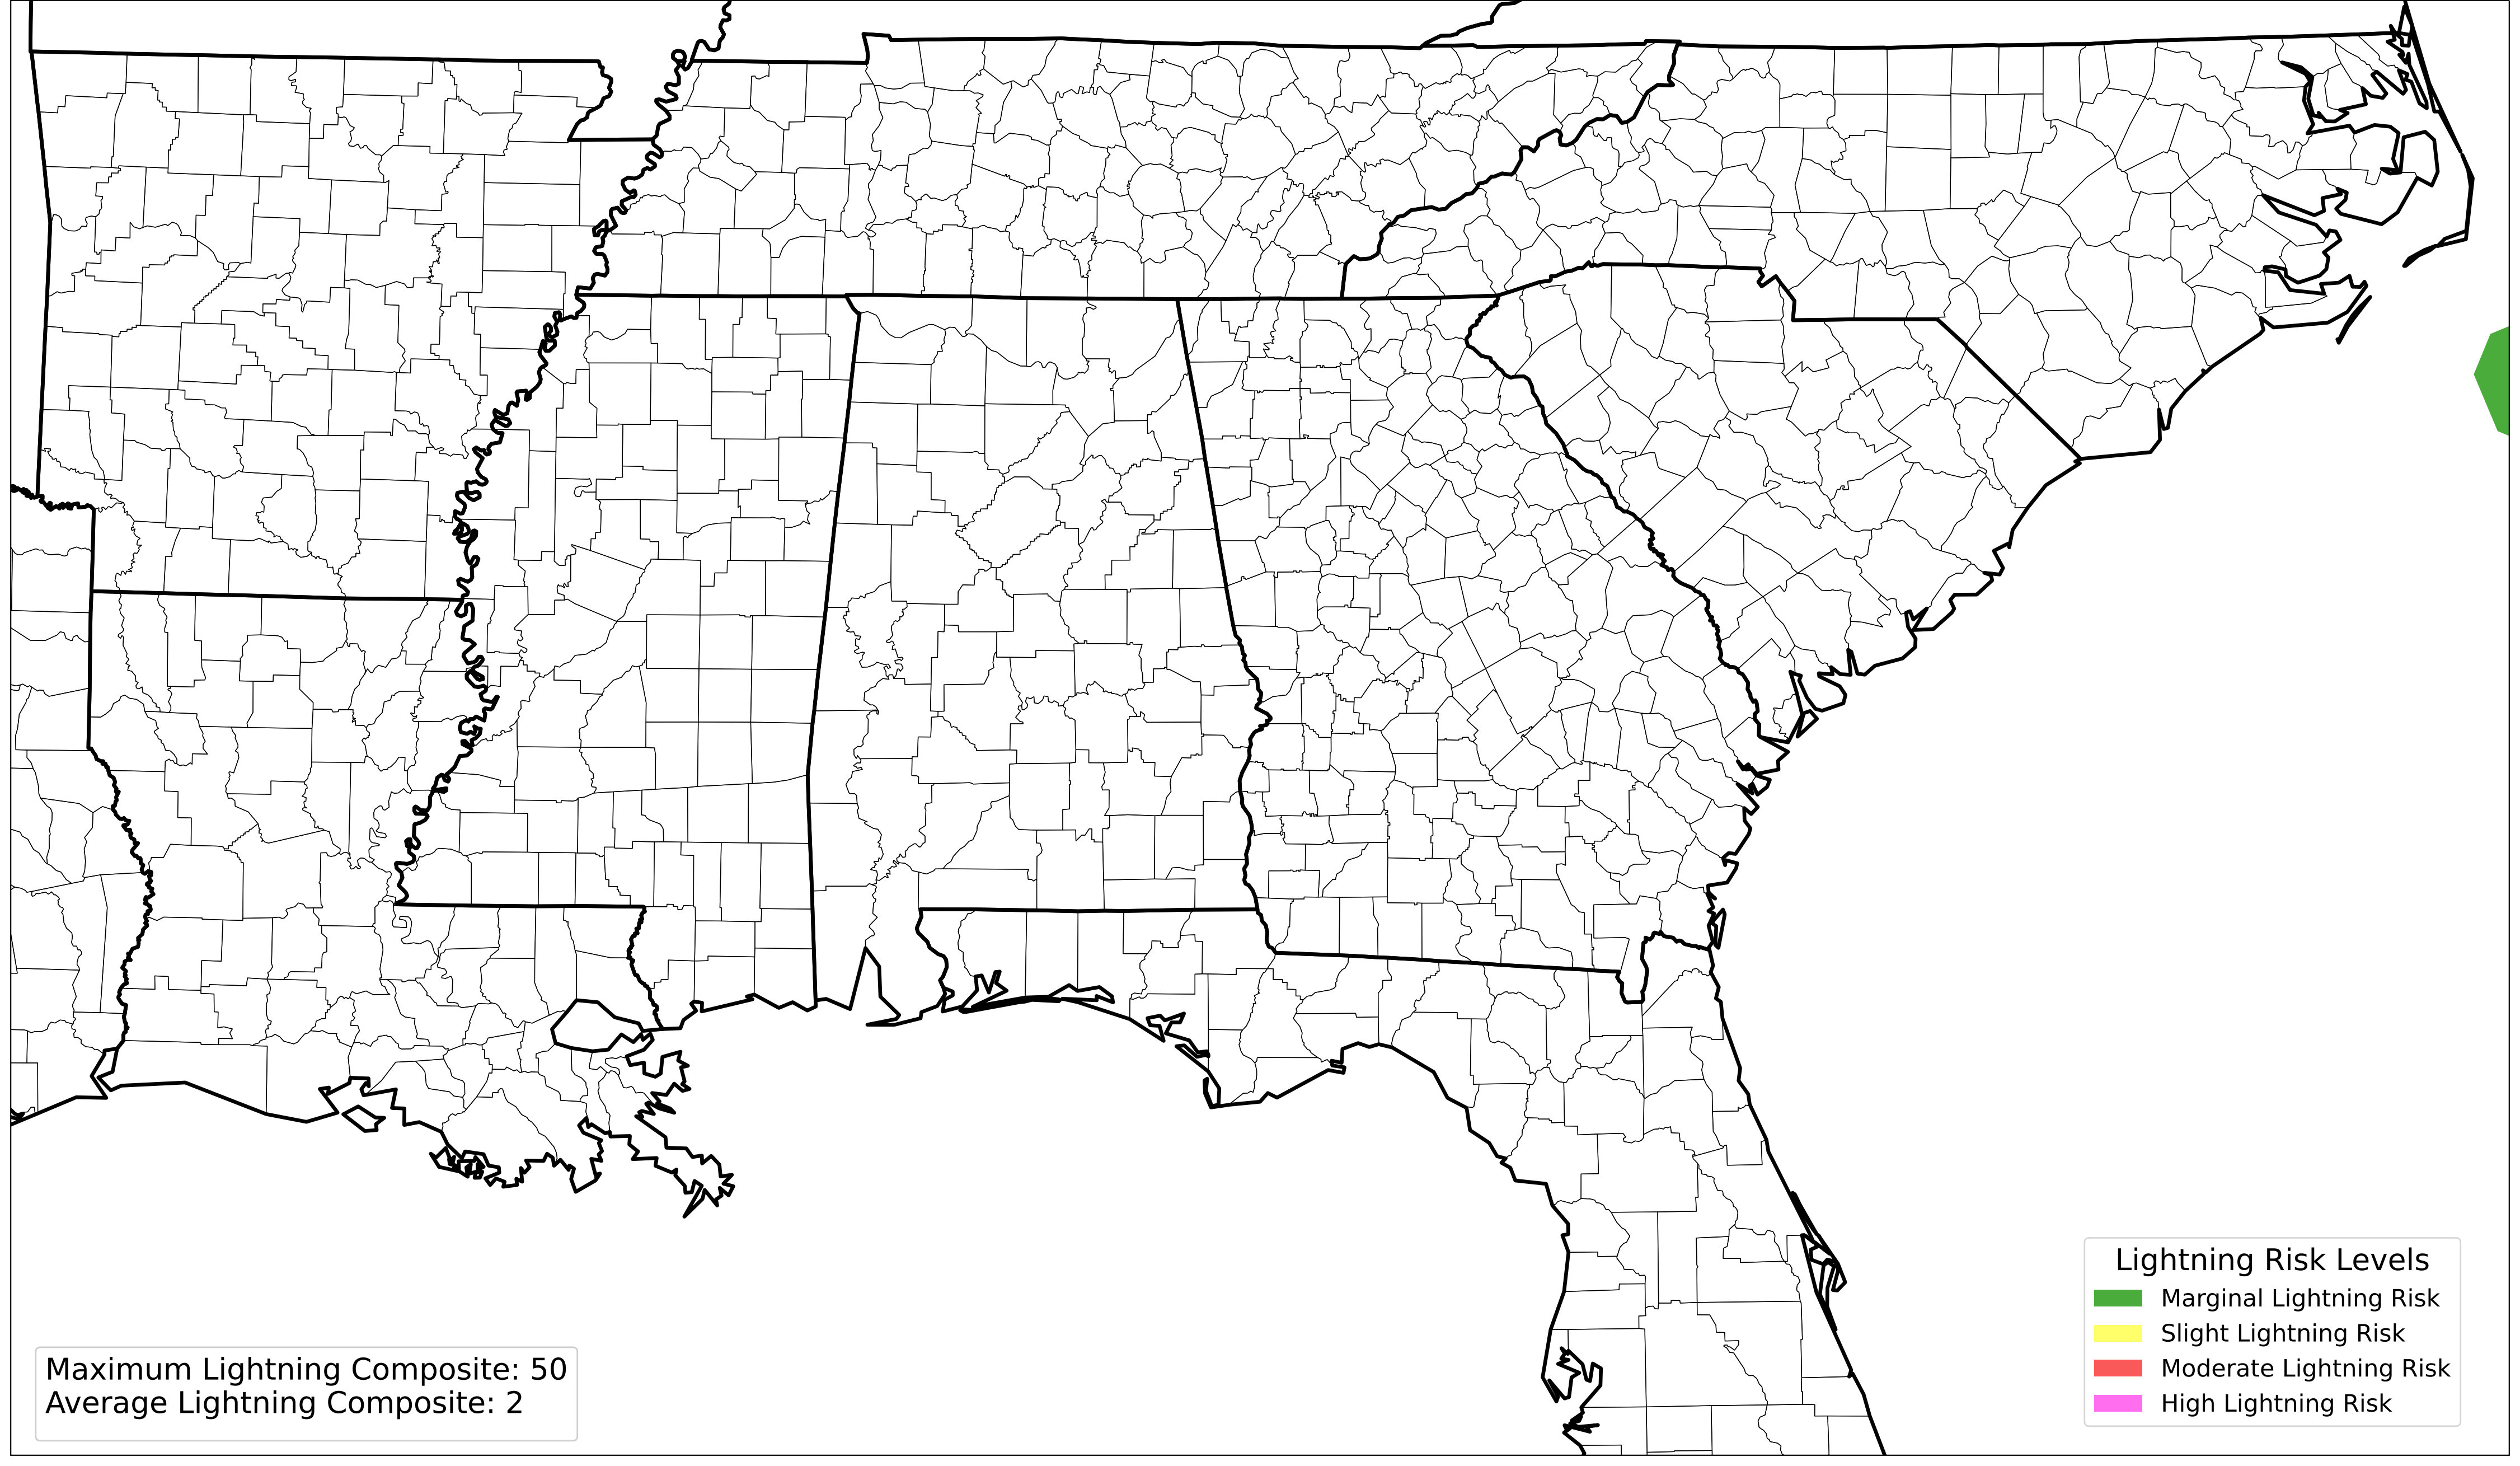 Maximum Lightning Composite: 50
Average Lightning Composite: 2
Lightning Risk Levels
Marginal Lightning Risk
Slight Lightning Risk
Moderate Lightning Risk
High Lightning Risk